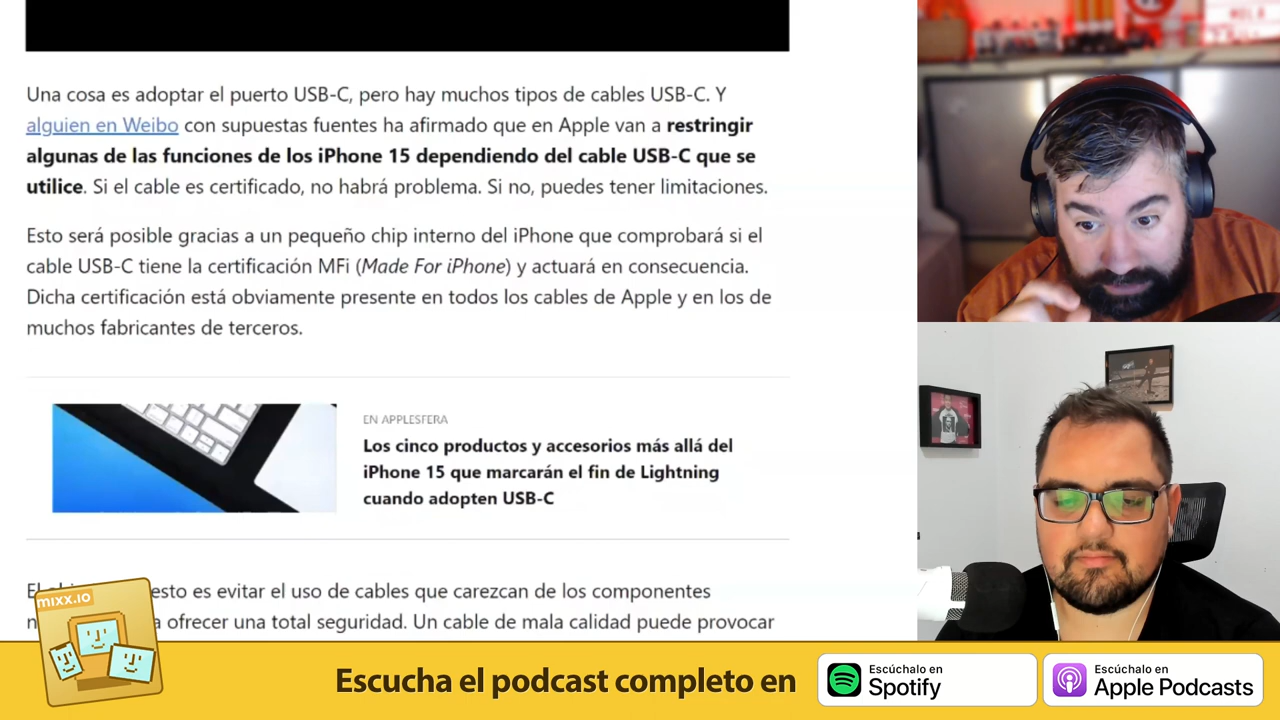 Una cosa es adoptar el puerto USB-C, pero hay muchos tipos de cables USB-C. Y
alguien en Weibo con supuestas fuentes ha afirmado que en Apple van a restringir
algunas de las funciones de los iPhone 15 dependiendo del cable USB-C que se
utilice. Si el cable es certificado, no habrá problema. Si no, puedes tener limitaciones.
Esto será posible gracias a un pequeño chip interno del iPhone que comprobará si el
cable USB-C tiene la certificación MFi (Made For iPhone) y actuará en consecuencia.
Dicha certificación está obviamente presente en todos los cables de Apple y en los de
muchos fabricantes de terceros.
EN APPLESFERA
Los cinco productos y accesorios más allá del
iPhone 15 que marcarán el fin de Lightning
cuando adopten USB-C
El esto es evitar el uso de cables que carezcan de los componentes
a ofrecer una total seguridad. Un cable de mala calidad puede provocar
mixx.io
Escucha el podcast completo en
Escúchalo en
Spotify
Escúchalo en
Apple Podcasts